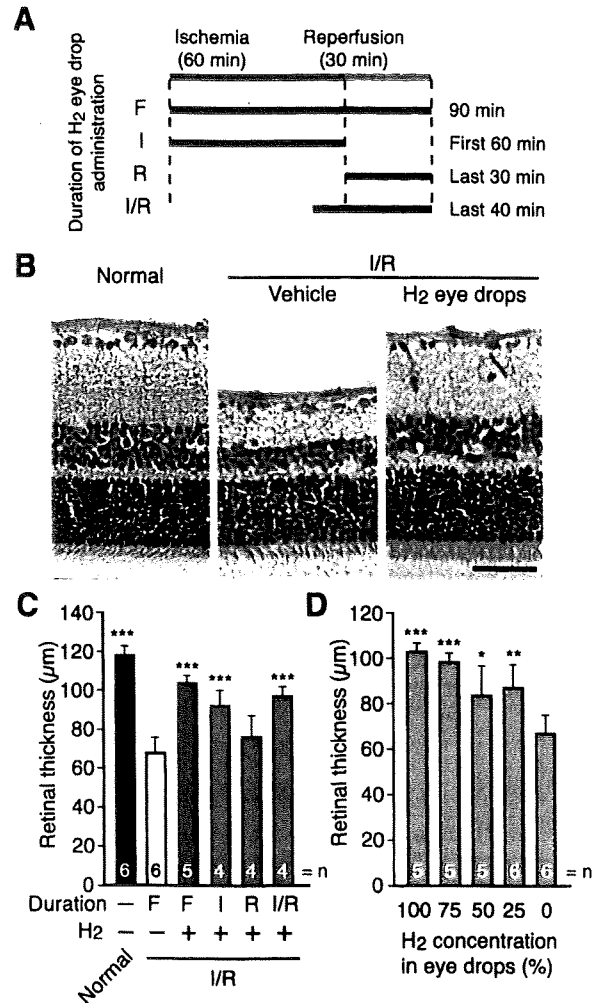 A
Ischemia
(60 min)
Reperfusion
(30 min)
Duration of H2 eye drop
administration
F
90 min
I
First 60 min
R
Last 30 min
I/R
Last 40 min
B
Normal
I/R
Vehicle
H2 eye drops
C
Retinal thickness (µm)
140
120
100
80
60
40
20
0
***
***
***
***
6 6 5 4 4 4 = n
Duration – F F I R I/R
H2 – – + + + +
Normal
I/R
D
Retinal thickness (µm)
120
100
80
60
40
20
0
***
***
*
**
5 5 5 6 6 = n
100 75 50 25 0
H2 concentration
in eye drops (%)